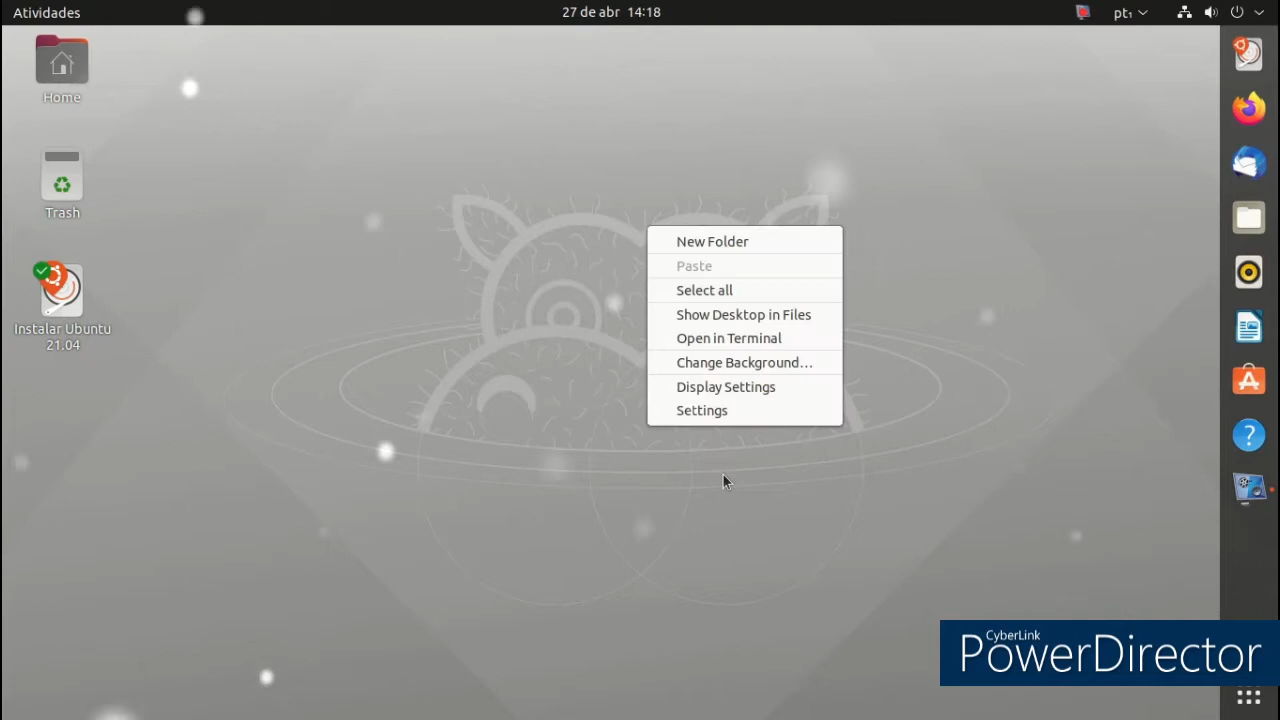 Atividades
27 de abr 14:18
pt₁
Home
Trash
Instalar Ubuntu
21.04
New Folder
Paste
Select all
Show Desktop in Files
Open in Terminal
Change Background…
Display Settings
Settings
CyberLink
PowerDirector